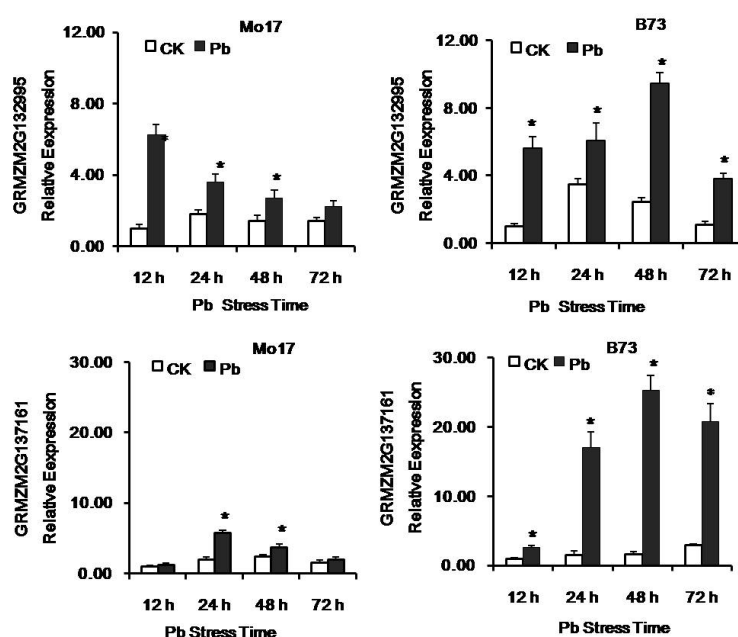 Mo17
12.00
8.00
4.00
0.00
CK Pb
*
*
*
GRMZM2G132995
Relative Eexpression
12 h 24 h 48 h 72 h
Pb Stress Time
B73
12.00
8.00
4.00
0.00
CK Pb
*
*
*
*
GRMZM2G132995
Relative Eexpression
12 h 24 h 48 h 72 h
Pb Stress Time
Mo17
30.00
20.00
10.00
0.00
CK Pb
*
*
GRMZM2G137161
Relative Eexpression
12 h 24 h 48 h 72 h
Pb Stress Time
B73
30.00
20.00
10.00
0.00
CK Pb
*
*
*
*
GRMZM2G137161
Relative Eexpression
12 h 24 h 48 h 72 h
Pb Stress Time